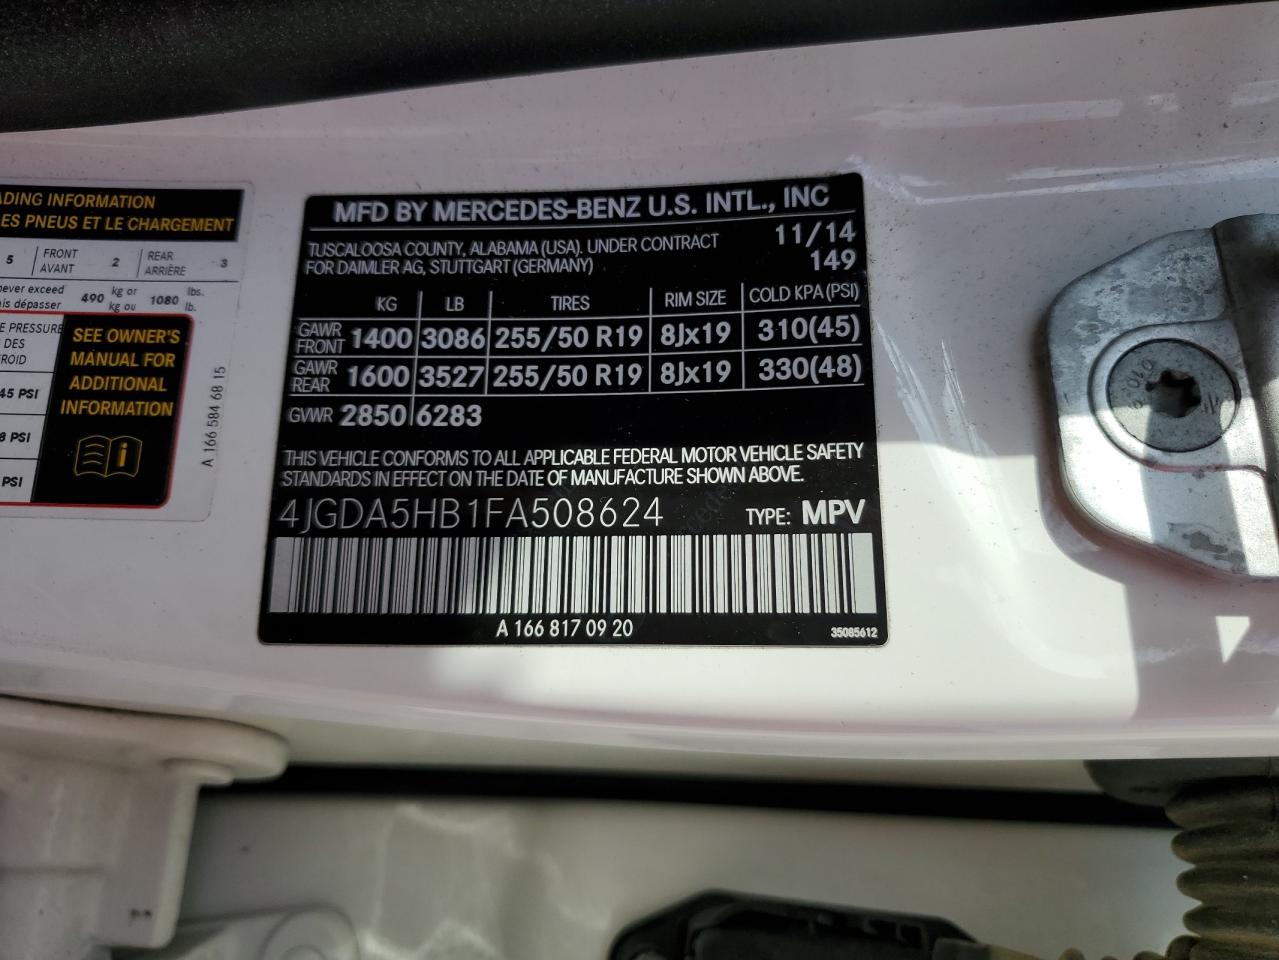 ADING INFORMATION
ES PNEUS ET LE CHARGEMENT
5 FRONT AVANT 2 REAR ARRIÈRE 3
never exceed 490 kg or 1080 lbs.
dépasser kg ou lb.
PRESSURE
DES
ROID
45 PSI
8 PSI
PSI
SEE OWNER'S
MANUAL FOR
ADDITIONAL
INFORMATION
A 166 584 68 15
MFD BY MERCEDES-BENZ U.S. INTL., INC
TUSCALOOSA COUNTY, ALABAMA (USA). UNDER CONTRACT 11/14
FOR DAIMLER AG, STUTTGART (GERMANY) 149
KG LB TIRES RIM SIZE COLD KPA (PSI)
GAWR FRONT 1400 3086 255/50 R19 8Jx19 310(45)
GAWR REAR 1600 3527 255/50 R19 8Jx19 330(48)
GVWR 2850 6283
THIS VEHICLE CONFORMS TO ALL APPLICABLE FEDERAL MOTOR VEHICLE SAFETY
STANDARDS IN EFFECT ON THE DATE OF MANUFACTURE SHOWN ABOVE.
4JGDA5HB1FA508624 TYPE: MPV
A 166 817 09 20 35085612